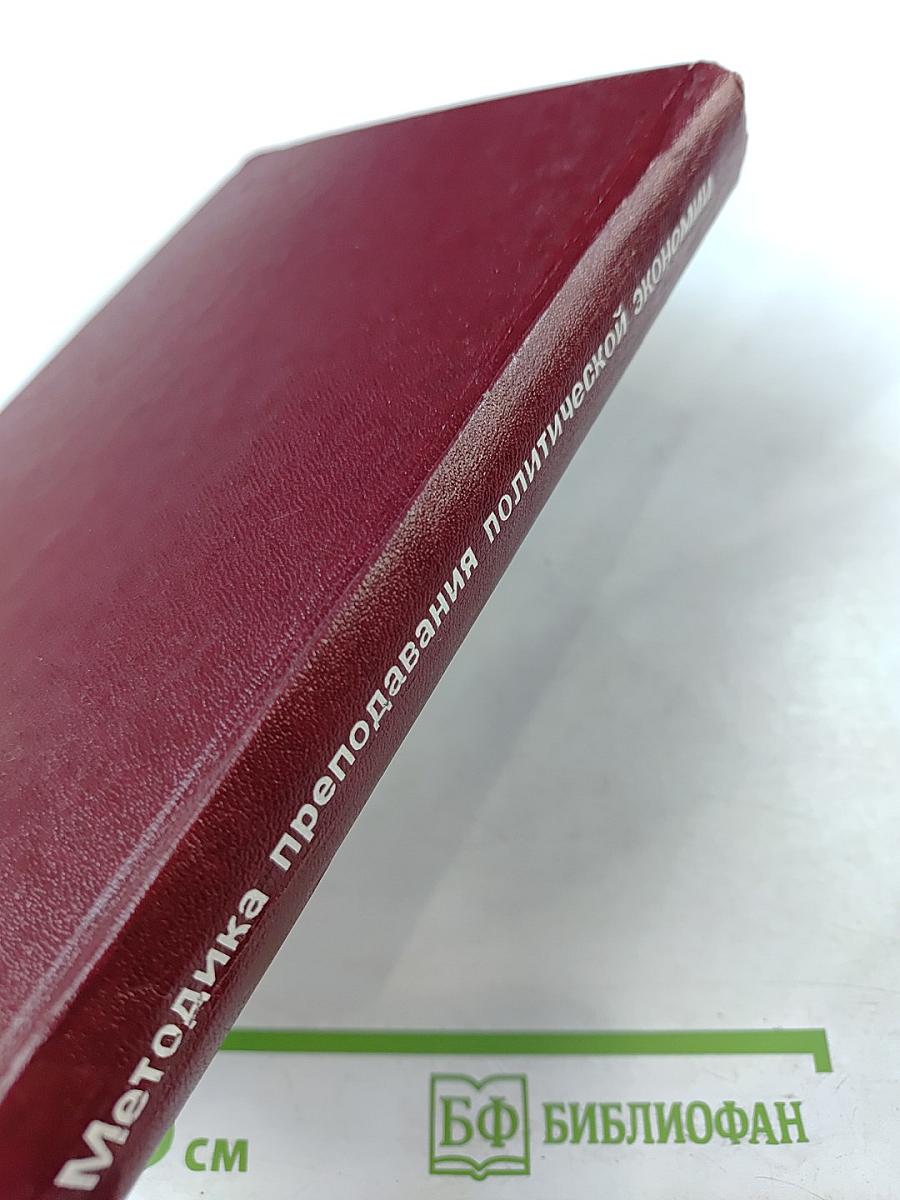 Методика преподавания политической экономии
см
БФ БИБЛИОФАН